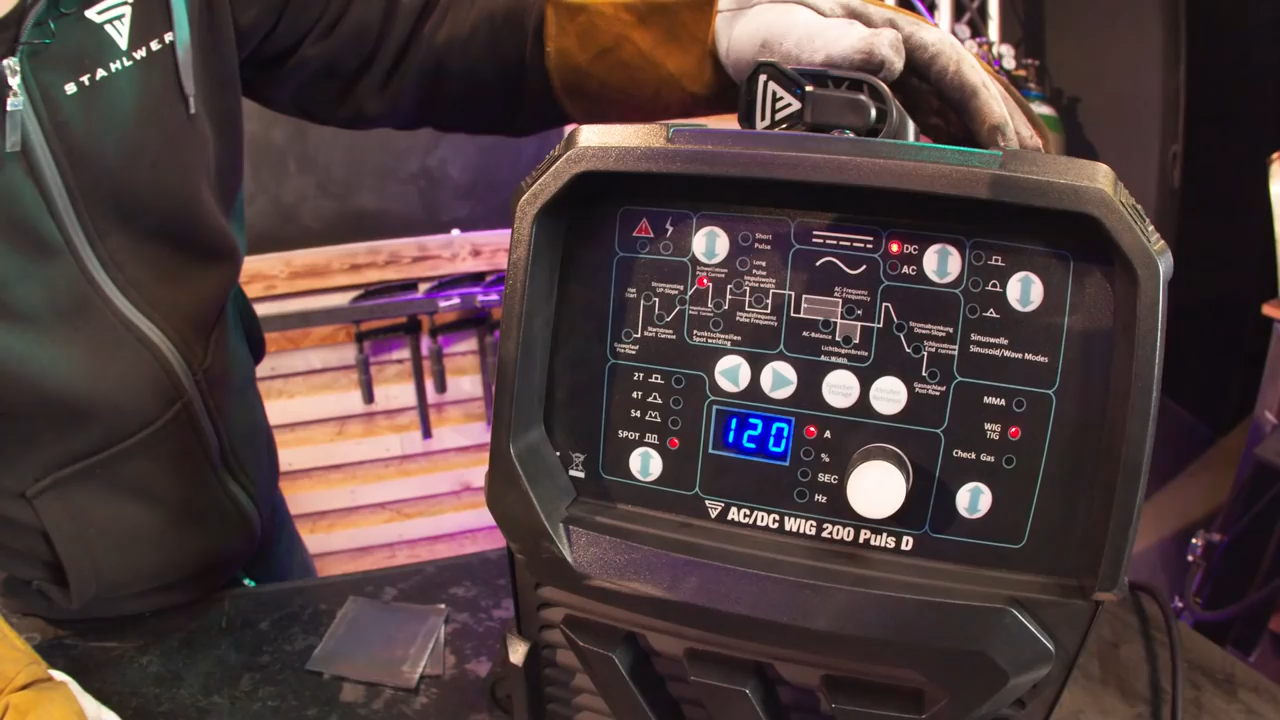 STAHLWER
Short
Pulse
Long
Pulse
DC
AC
Schweißstrom
Peak Current
Impulsweite
Pulse width
Hot
Start
Stromanstieg
UP-Slope
AC-Frequenz
AC-Frequency
Impulsfrequenz
Pulse Frequency
Startstrom
Start Current
Punktschweißen
Spot welding
AC-Balance
Lichtbogenbreite
Arc Width
Stromabsenkung
Down-Slope
Schlussstrom
End current
Gasvorlauf
Pre-flow
Gasnachlauf
Post-flow
Sinuswelle
Sinusoid/Wave Modes
2T
4T
S4
SPOT
Speichern
Storage
MMA
WIG
TIG
Check Gas
120
A
%
SEC
Hz
AC/DC WIG 200 Puls D